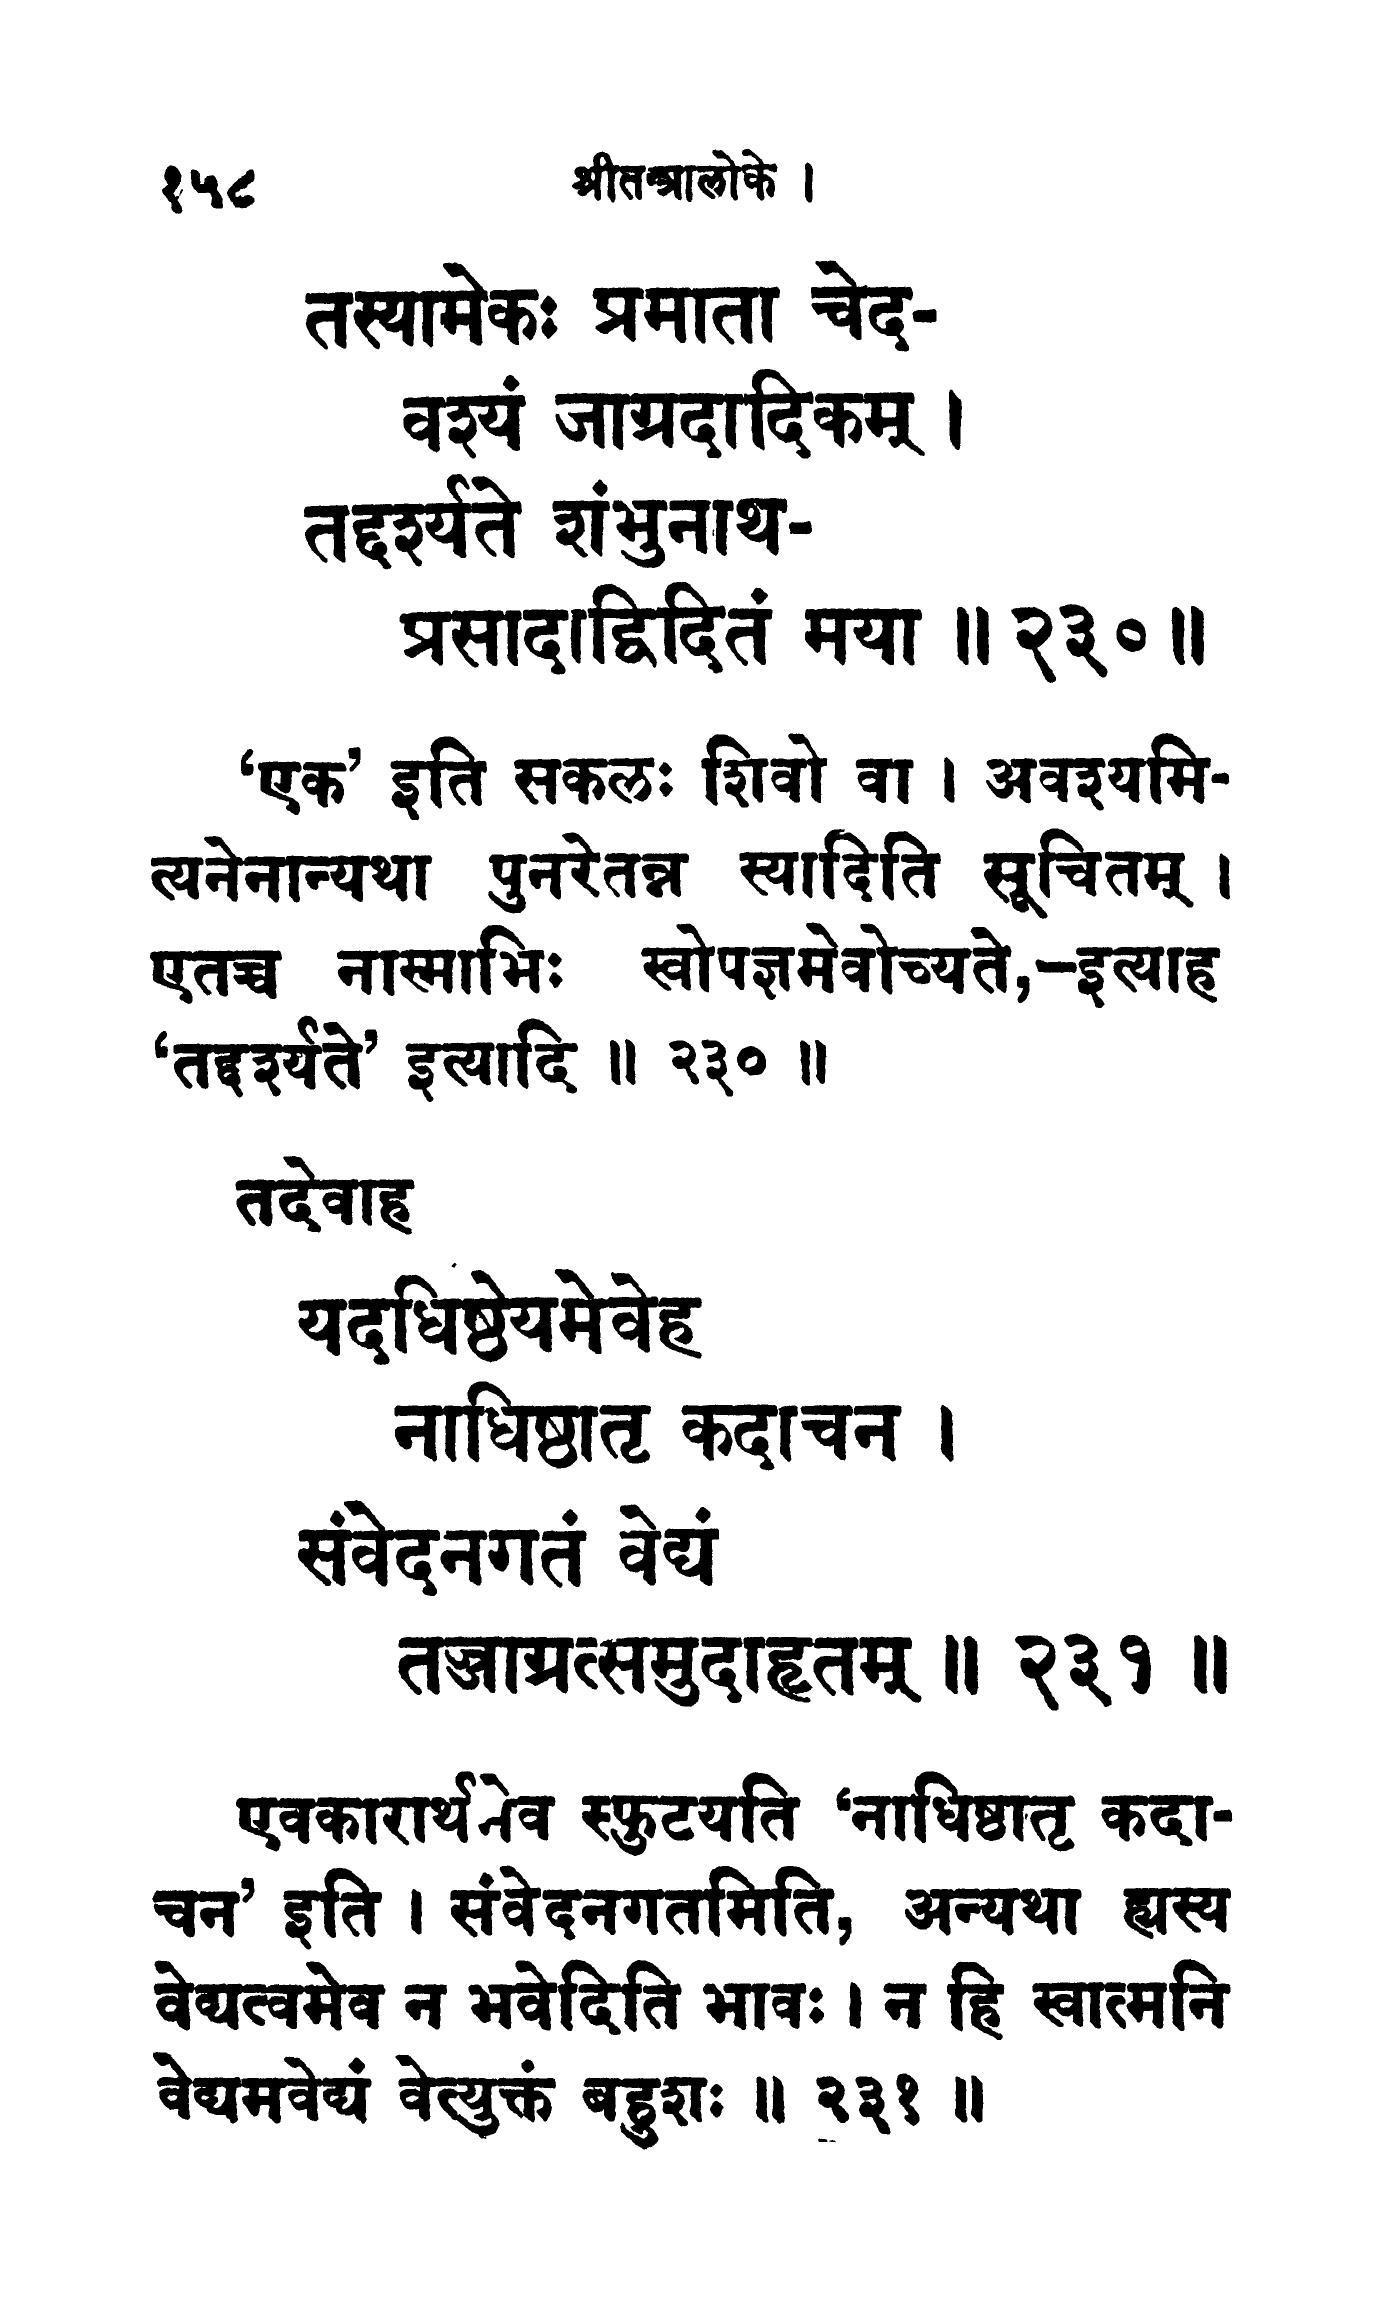 १५८ श्रीतन्त्रालोके ।
तस्यामेकः प्रमाता चेद-
वश्यं जाग्रदादिकम् ।
तद्दर्श्यते शंभुनाथ-
प्रसादाद्विदितं मया ॥ २३० ॥
‘एक’ इति सकलः शिवो वा । अवश्यमि-
त्यनेनान्यथा पुनरेतन्न स्यादिति सूचितम् ।
एतच्च नास्माभिः स्वोपज्ञमेवोच्यते,—इत्याह
‘तद्दर्श्यते’ इत्यादि ॥ २३० ॥
तदेवाह
यदधिष्ठेयमेवेह
नाधिष्ठातृ कदाचन ।
संवेदनगतं वेद्यं
तज्जाग्रत्समुदाहृतम् ॥ २३१ ॥
एवकारार्थमेव स्फुटयति ‘नाधिष्ठातृ कदा-
चन’ इति । संवेदनगतमिति, अन्यथा ह्यस्य
वेद्यत्वमेव न भवेदिति भावः । न हि स्वात्मनि
वेद्यमवेद्यं वेत्युक्तं बहुशः ॥ २३१ ॥